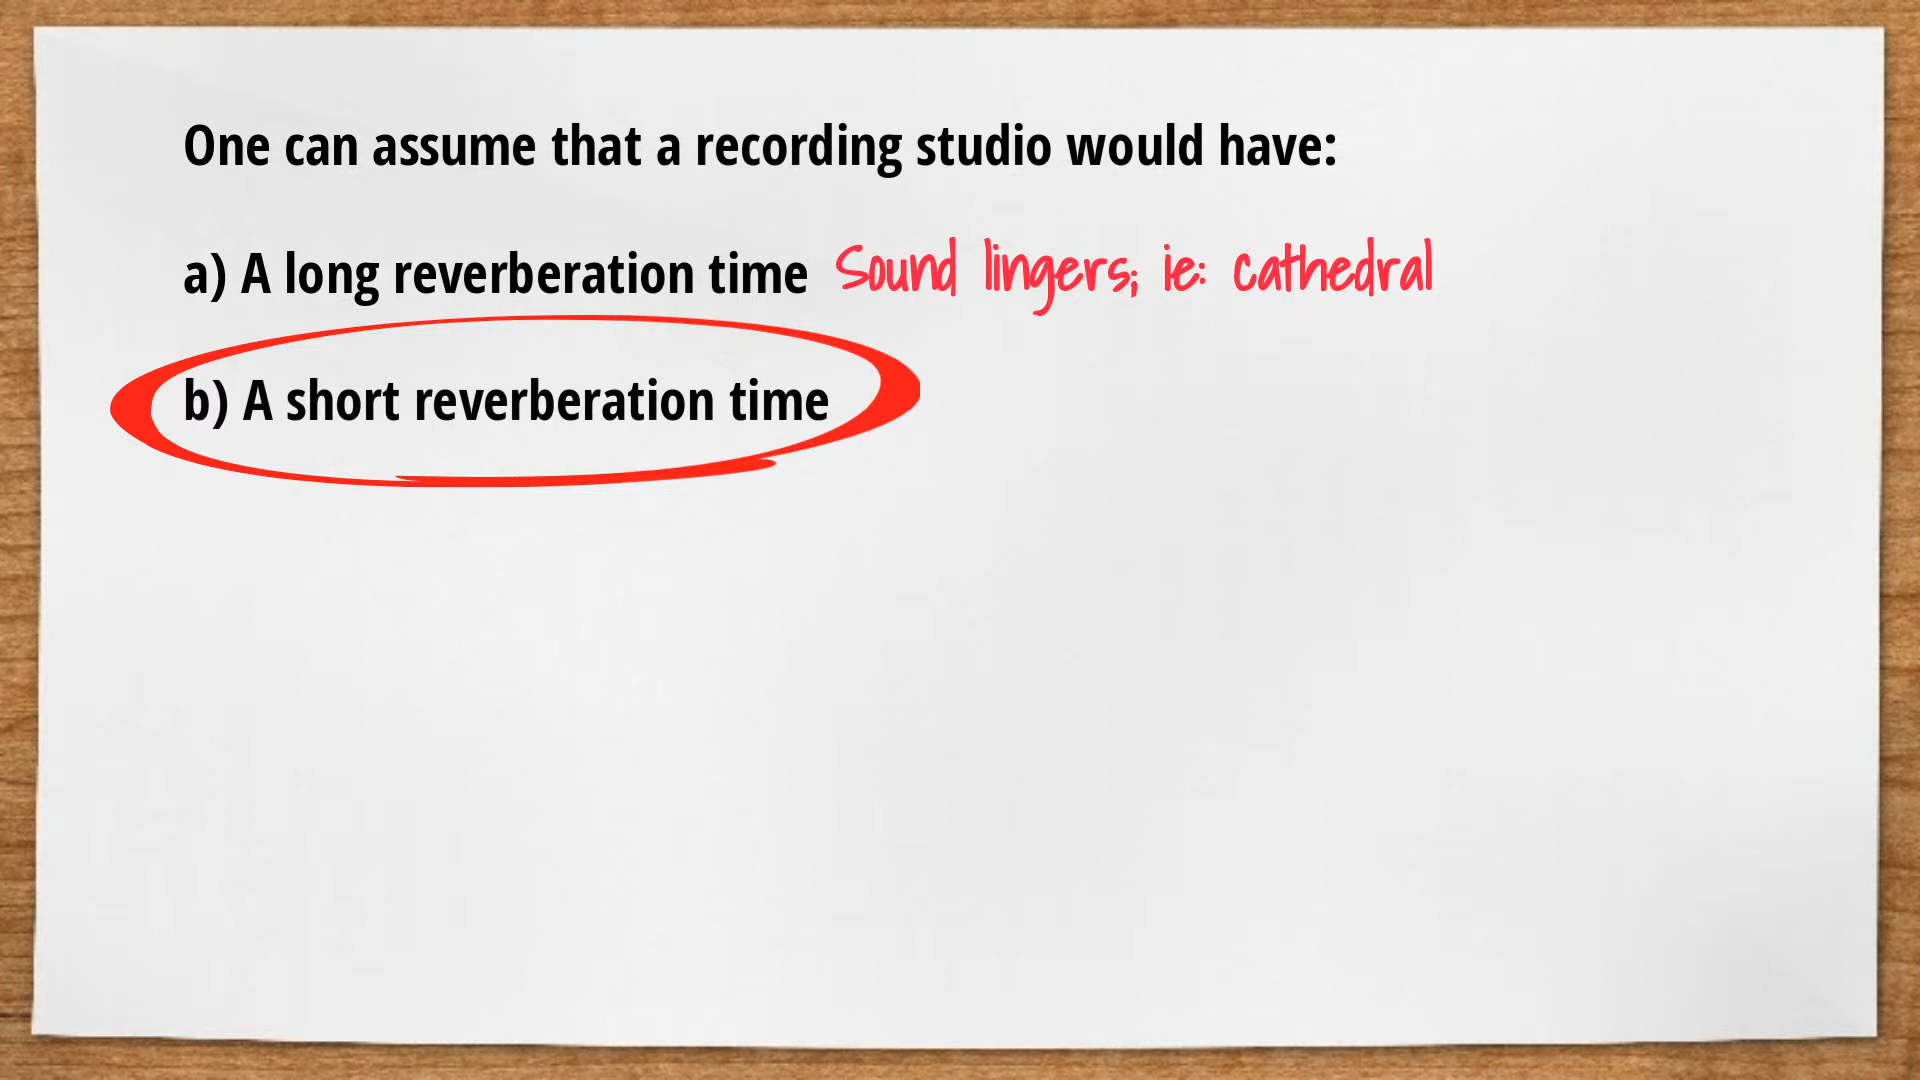 One can assume that a recording studio would have:
a) A long reverberation time Sound lingers; ie: cathedral
b) A short reverberation time